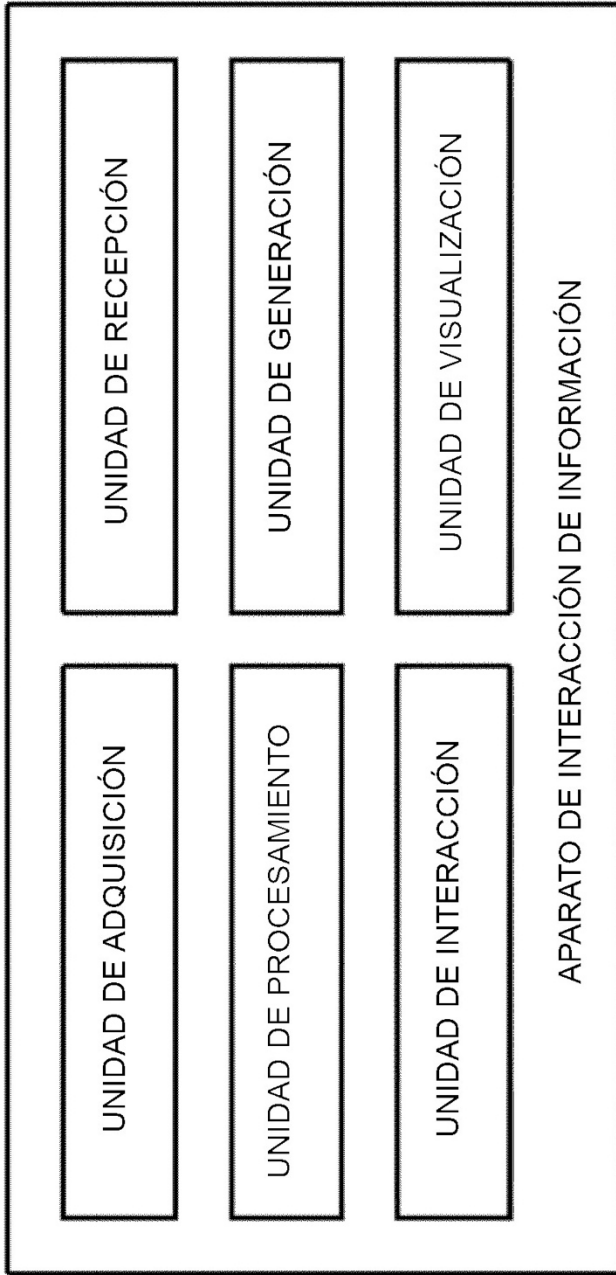 UNIDAD DE ADQUISICIÓN
UNIDAD DE RECEPCIÓN
UNIDAD DE PROCESAMIENTO
UNIDAD DE GENERACIÓN
UNIDAD DE INTERACCIÓN
UNIDAD DE VISUALIZACIÓN
APARATO DE INTERACCIÓN DE INFORMACIÓN